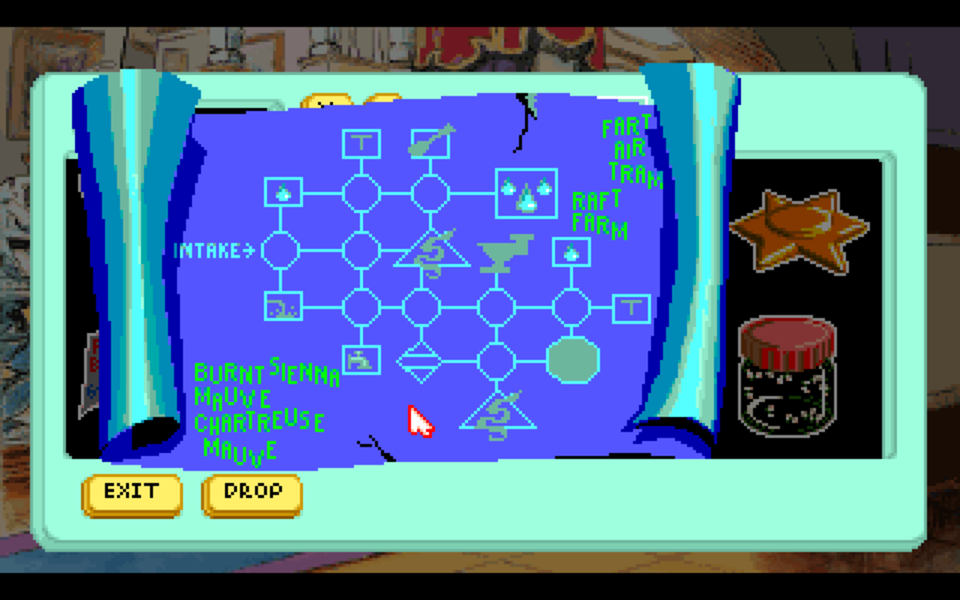 FART
AIR
TRAM
RAFT
FARM
INTAKE→
BURNT SIENNA
MAUVE
CHARTREUSE
MAUVE
T
T
EXIT
DROP